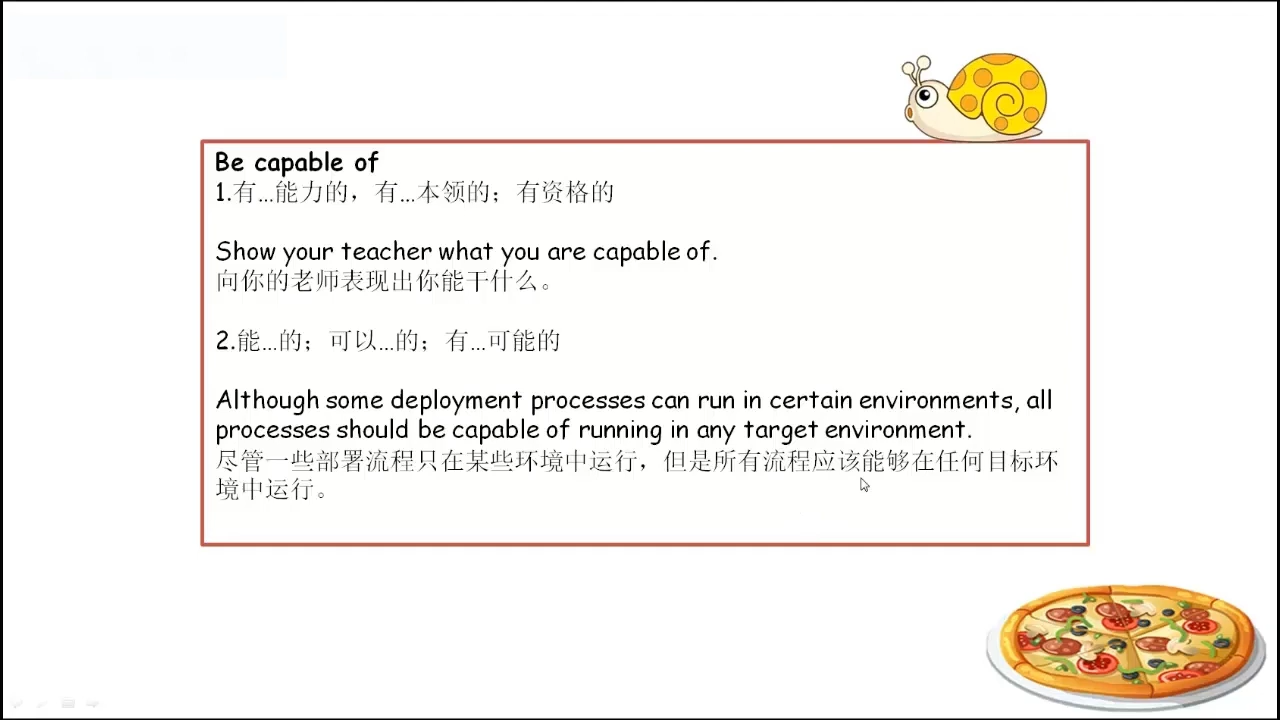 Be capable of
1.有...能力的，有...本领的；有资格的
Show your teacher what you are capable of.
向你的老师表现出你能干什么。
2.能...的；可以...的；有...可能的
Although some deployment processes can run in certain environments, all
processes should be capable of running in any target environment.
尽管一些部署流程只在某些环境中运行，但是所有流程应该能够在任何目标环
境中运行。